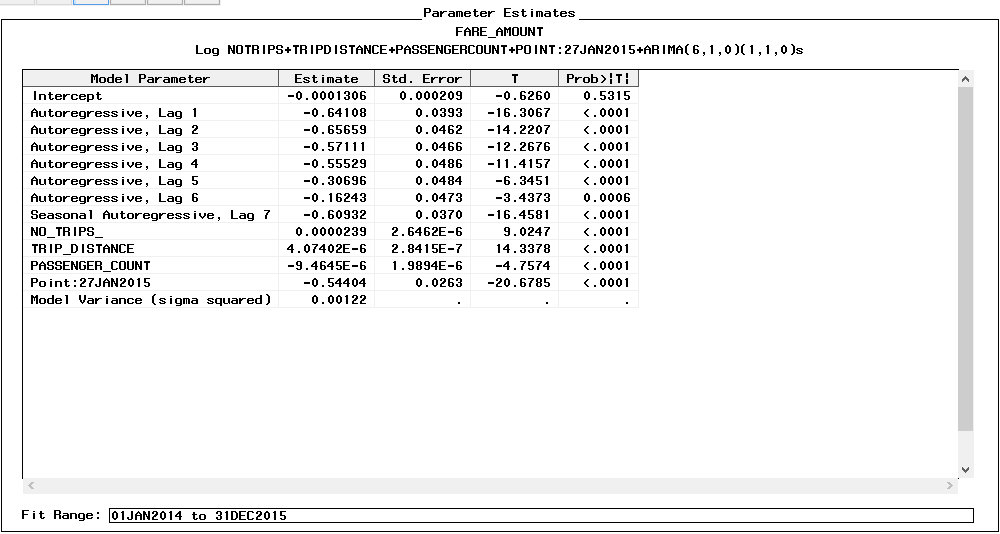 Parameter Estimates
FARE_AMOUNT
Log NOTRIPS+TRIPDISTANCE+PASSENGERCOUNT+POINT:27JAN2015+ARIMA(6,1,0)(1,1,0)s
Model Parameter Estimate Std. Error T Prob>|T|
Intercept -0.0001306 0.000209 -0.6260 0.5315
Autoregressive, Lag 1 -0.64108 0.0393 -16.3067 <.0001
Autoregressive, Lag 2 -0.65659 0.0462 -14.2207 <.0001
Autoregressive, Lag 3 -0.57111 0.0466 -12.2676 <.0001
Autoregressive, Lag 4 -0.55529 0.0486 -11.4157 <.0001
Autoregressive, Lag 5 -0.30696 0.0484 -6.3451 <.0001
Autoregressive, Lag 6 -0.16243 0.0473 -3.4373 0.0006
Seasonal Autoregressive, Lag 7 -0.60932 0.0370 -16.4581 <.0001
NO_TRIPS_ 0.0000239 2.6462E-6 9.0247 <.0001
TRIP_DISTANCE 4.07402E-6 2.8415E-7 14.3378 <.0001
PASSENGER_COUNT -9.4645E-6 1.9894E-6 -4.7574 <.0001
Point:27JAN2015 -0.54404 0.0263 -20.6785 <.0001
Model Variance (sigma squared) 0.00122 . . .
Fit Range: 01JAN2014 to 31DEC2015